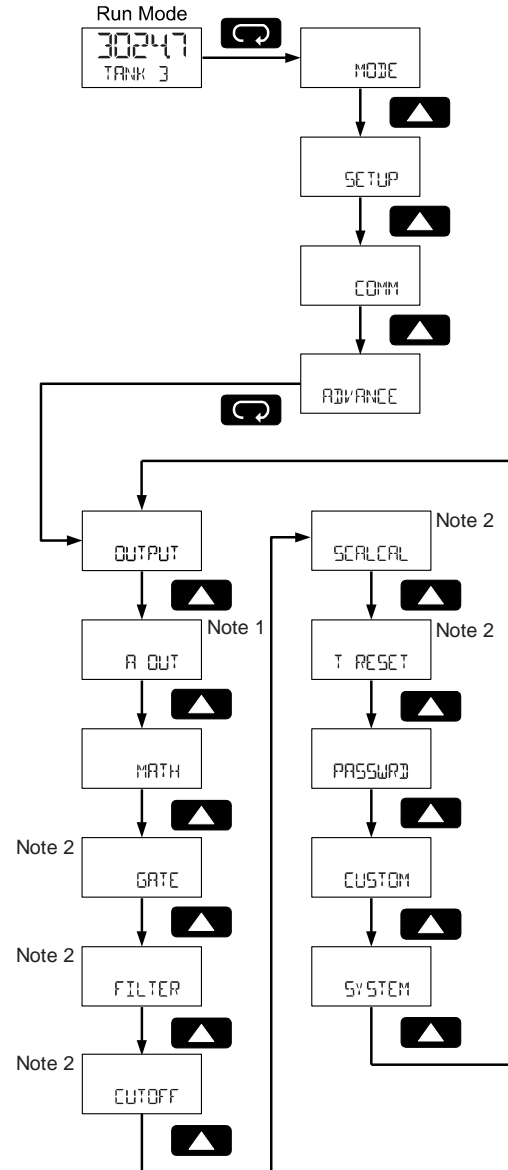 Run Mode
30247
TANK 3
MODE
SETUP
COMM
ADVANCE
OUTPUT
Note 1
A OUT
MATH
Note 2
GATE
Note 2
FILTER
Note 2
CUTOFF
Note 2
SCALCAL
Note 2
T RESET
PASSWRD
CUSTOM
SYSTEM